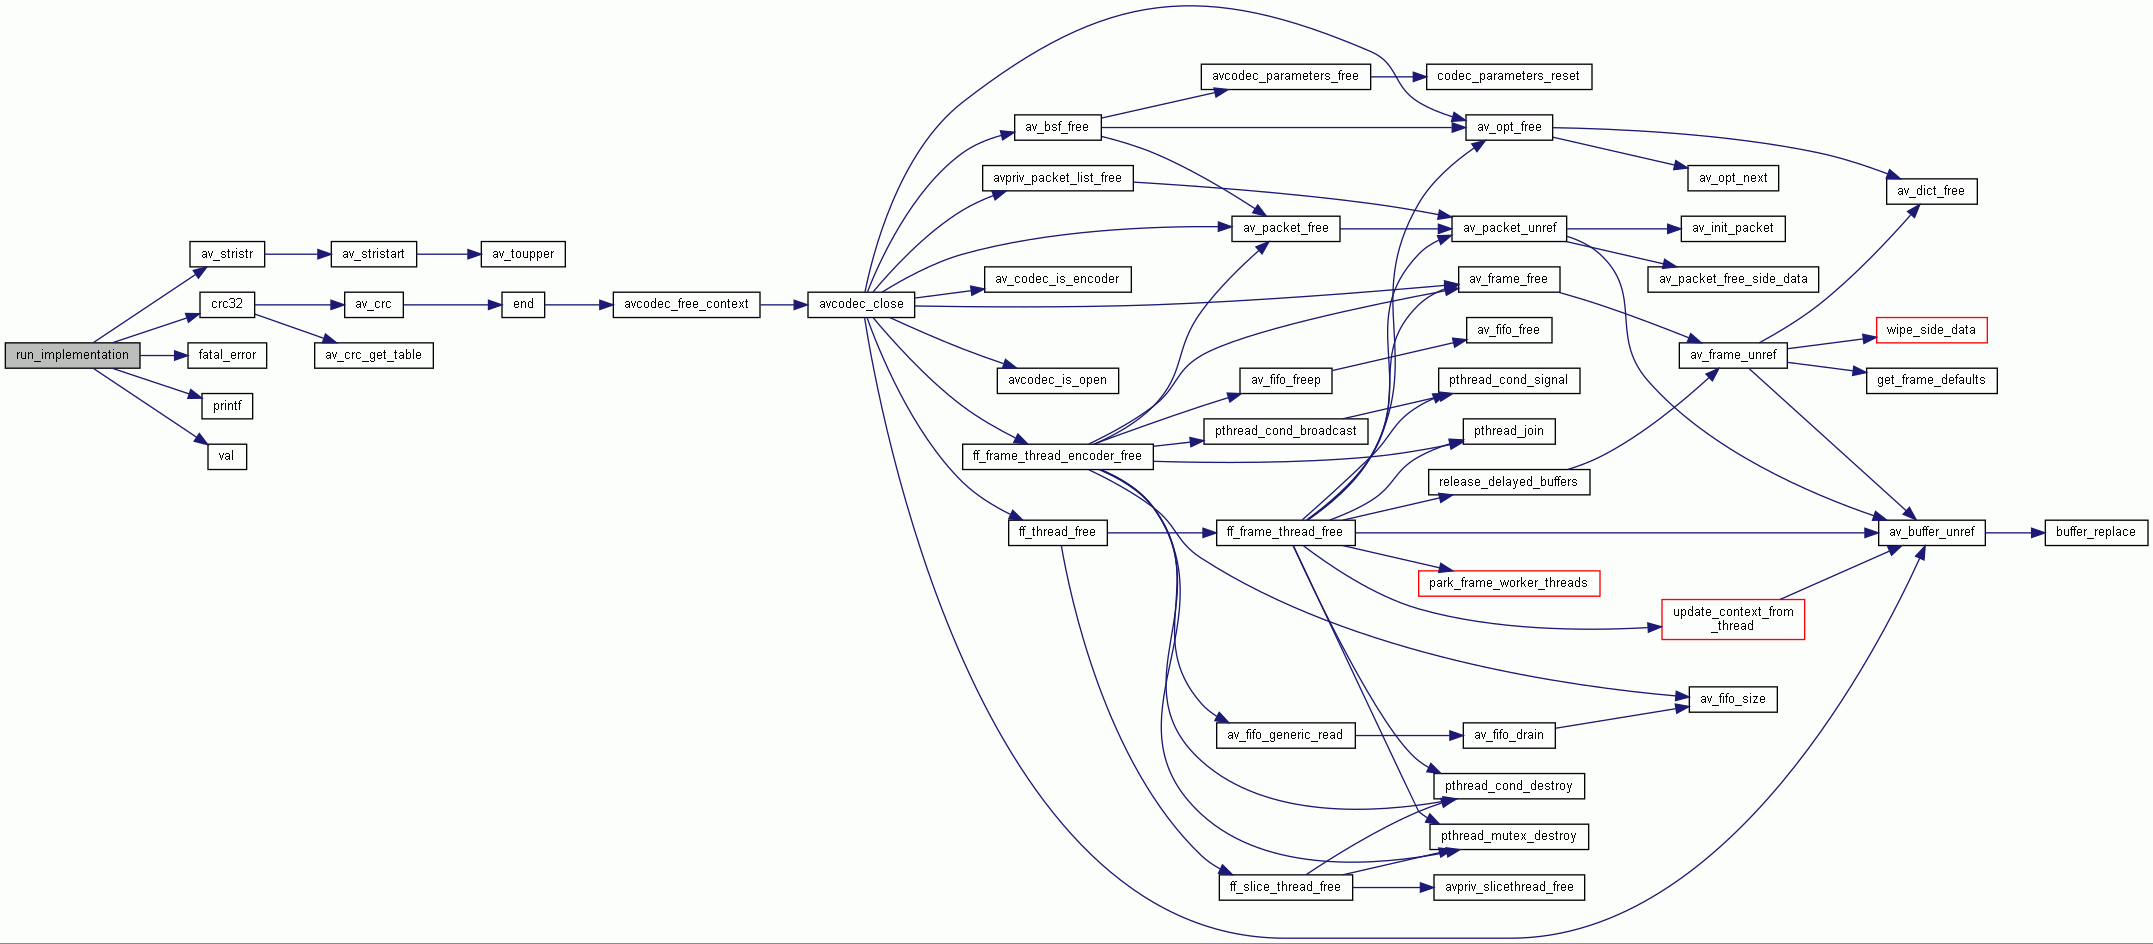 run_implementation
av_stristr
av_stristart
av_toupper
crc32
av_crc
end
avcodec_free_context
avcodec_close
av_crc_get_table
fatal_error
printf
val
av_bsf_free
avcodec_parameters_free
codec_parameters_reset
av_opt_free
av_opt_next
av_dict_free
avpriv_packet_list_free
av_packet_free
av_packet_unref
av_init_packet
av_packet_free_side_data
av_codec_is_encoder
av_frame_free
av_frame_unref
wipe_side_data
get_frame_defaults
avcodec_is_open
av_fifo_freep
av_fifo_free
pthread_cond_signal
pthread_cond_broadcast
pthread_join
ff_frame_thread_encoder_free
release_delayed_buffers
ff_thread_free
ff_frame_thread_free
av_buffer_unref
buffer_replace
park_frame_worker_threads
update_context_from
_thread
av_fifo_size
av_fifo_generic_read
av_fifo_drain
pthread_cond_destroy
pthread_mutex_destroy
ff_slice_thread_free
avpriv_slicethread_free